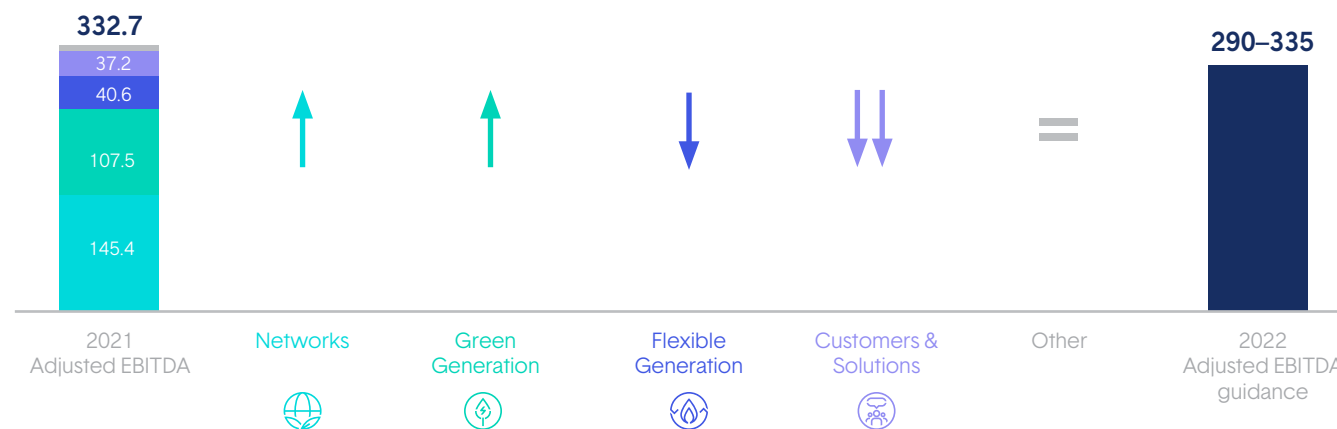 332.7
37.2
40.6
107.5
145.4
290–335
2021
Adjusted EBITDA
Networks
Green
Generation
Flexible
Generation
Customers &
Solutions
Other
2022
Adjusted EBITDA
guidance